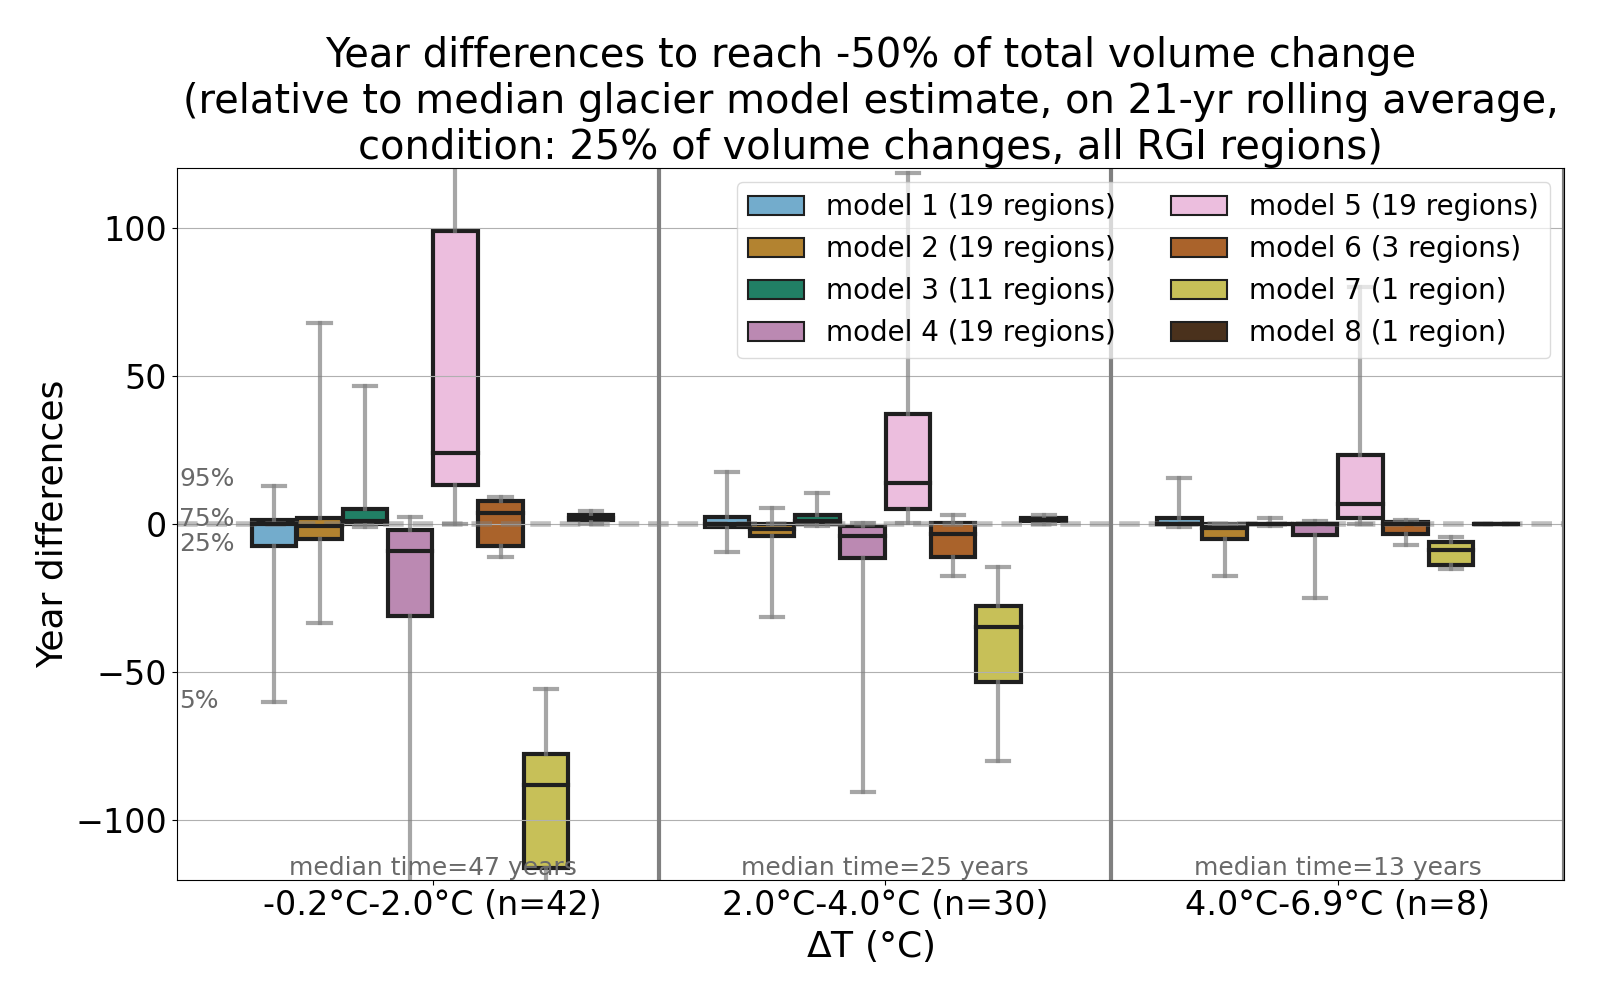 Year differences to reach -50% of total volume change
(relative to median glacier model estimate, on 21-yr rolling average,
condition: 25% of volume changes, all RGI regions)
model 1 (19 regions)
model 2 (19 regions)
model 3 (11 regions)
model 4 (19 regions)
model 5 (19 regions)
model 6 (3 regions)
model 7 (1 region)
model 8 (1 region)
Year differences
100
50
0
−50
−100
95%
75%
25%
5%
median time=47 years
median time=25 years
median time=13 years
-0.2°C-2.0°C (n=42)
2.0°C-4.0°C (n=30)
4.0°C-6.9°C (n=8)
ΔT (°C)